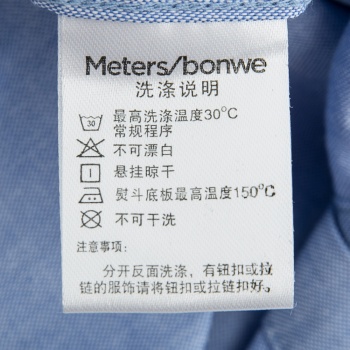 Meters/bonwe
洗涤说明
30 最高洗涤温度30°C
常规程序
不可漂白
悬挂晾干
熨斗底板最高温度150°C
不可干洗
注意事项:
分开反面洗涤,有钮扣或拉
链的服饰请将钮扣或拉链扣好。